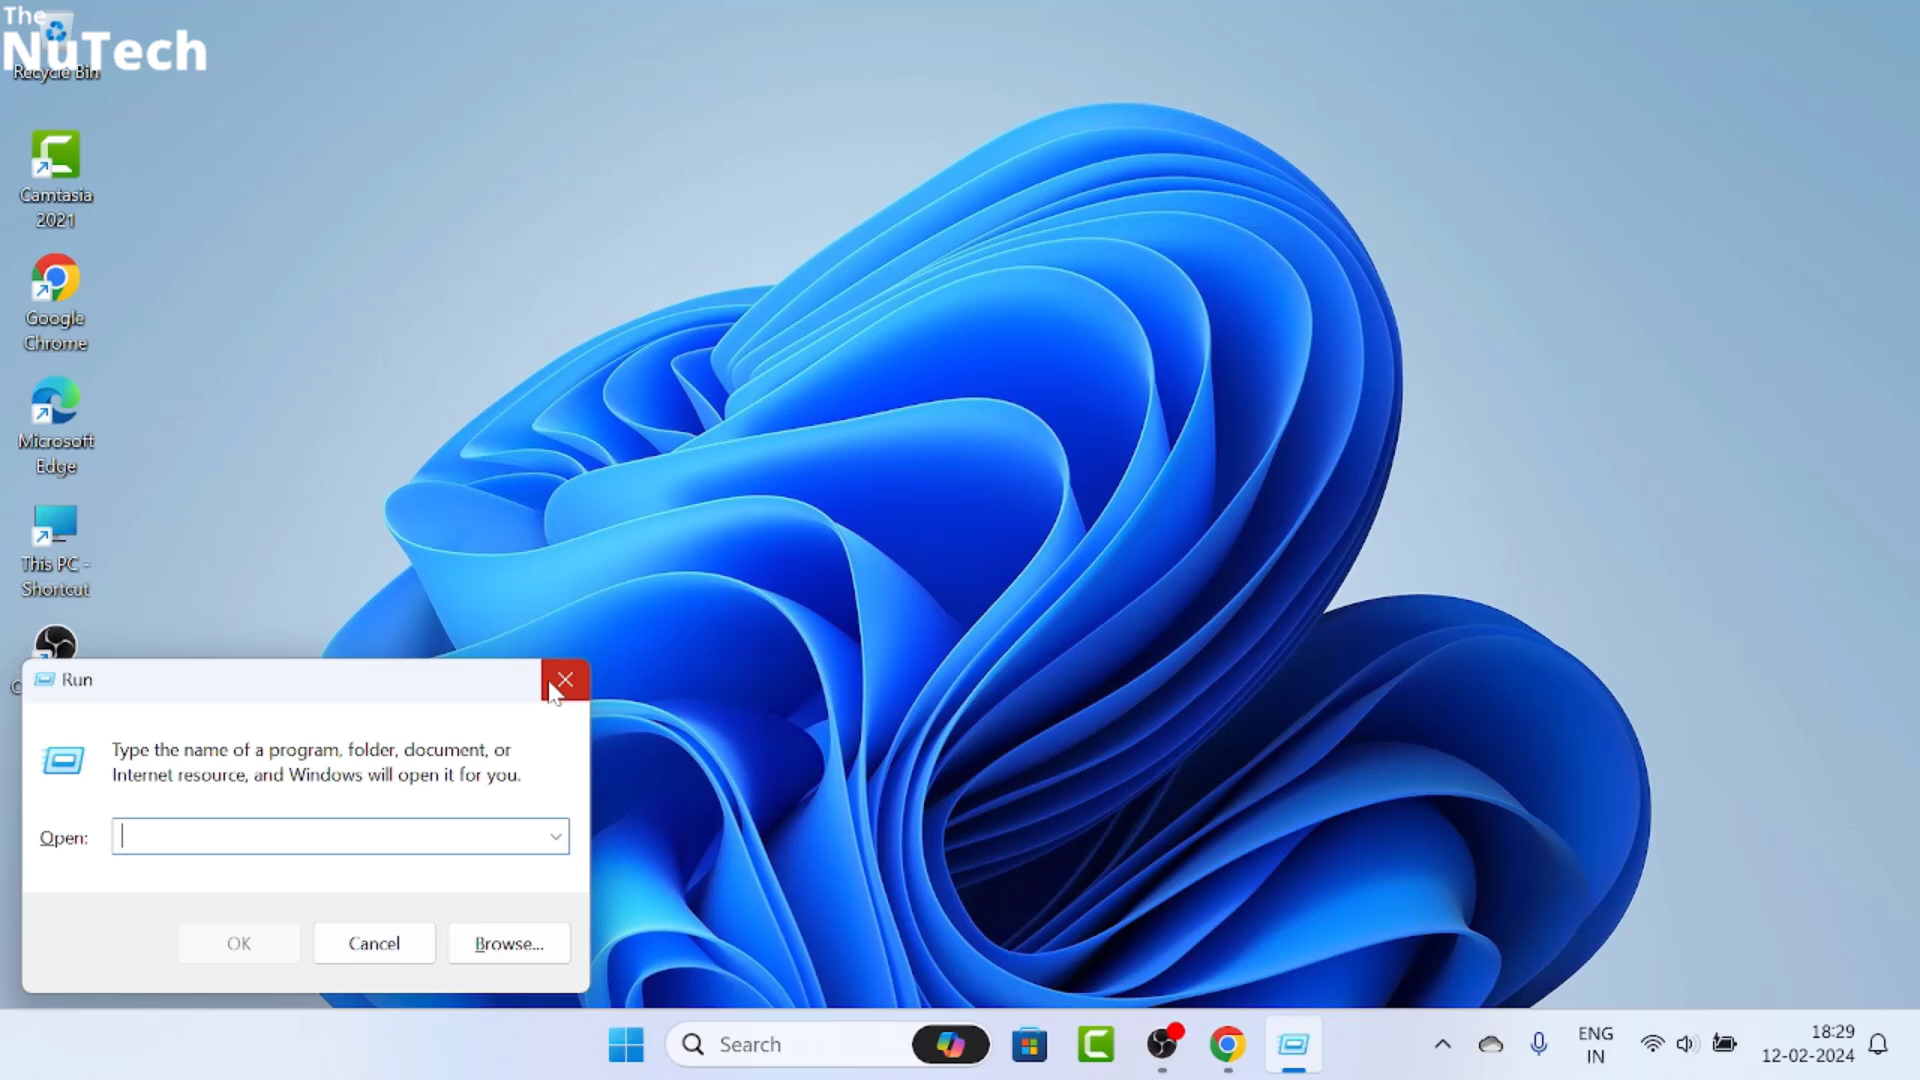 The
NuTech
Recycle Bin
Camtasia
2021
Google
Chrome
Microsoft
Edge
This PC -
Shortcut
Run
Type the name of a program, folder, document, or
Internet resource, and Windows will open it for you.
Open:
OK
Cancel
Browse...
Search
ENG
IN
18:29
12-02-2024